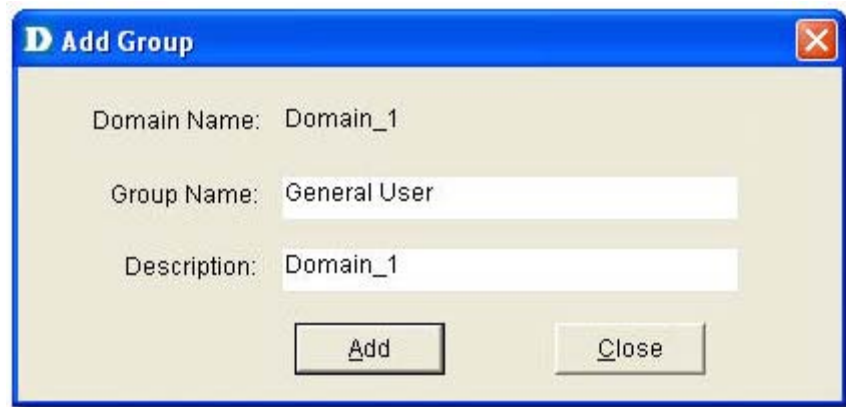 D Add Group
Domain Name: Domain_1
Group Name: General User
Description: Domain_1
Add Close